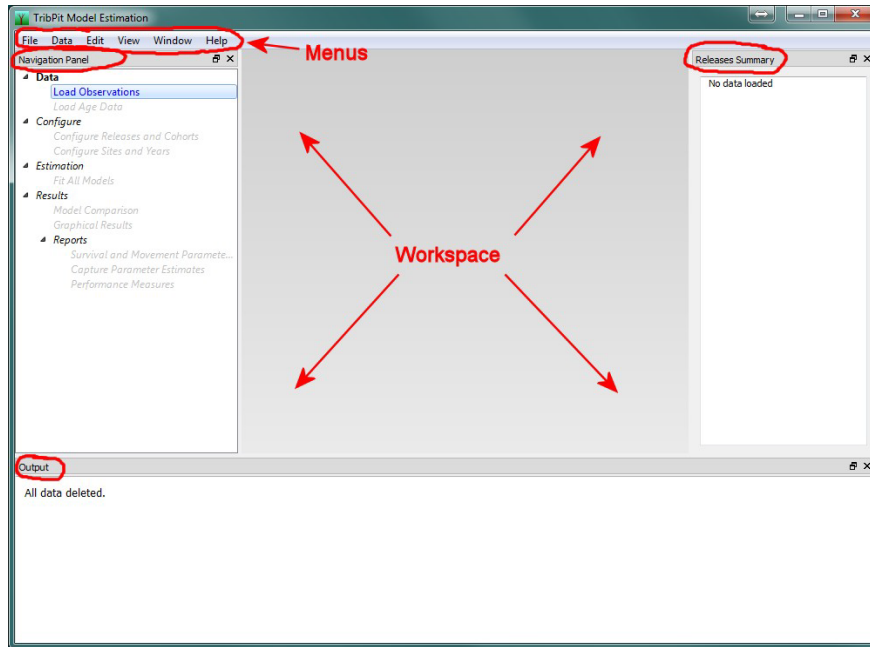 TribPit Model Estimation
File Data Edit View Window Help
Menus
Navigation Panel
Releases Summary
Data
Load Observations
Load Age Data
Configure
Configure Releases and Cohorts
Configure Sites and Years
Estimation
Fit All Models
Results
Model Comparison
Graphical Results
Reports
Survival and Movement Paramete...
Capture Parameter Estimates
Performance Measures
Workspace
No data loaded
Output
All data deleted.